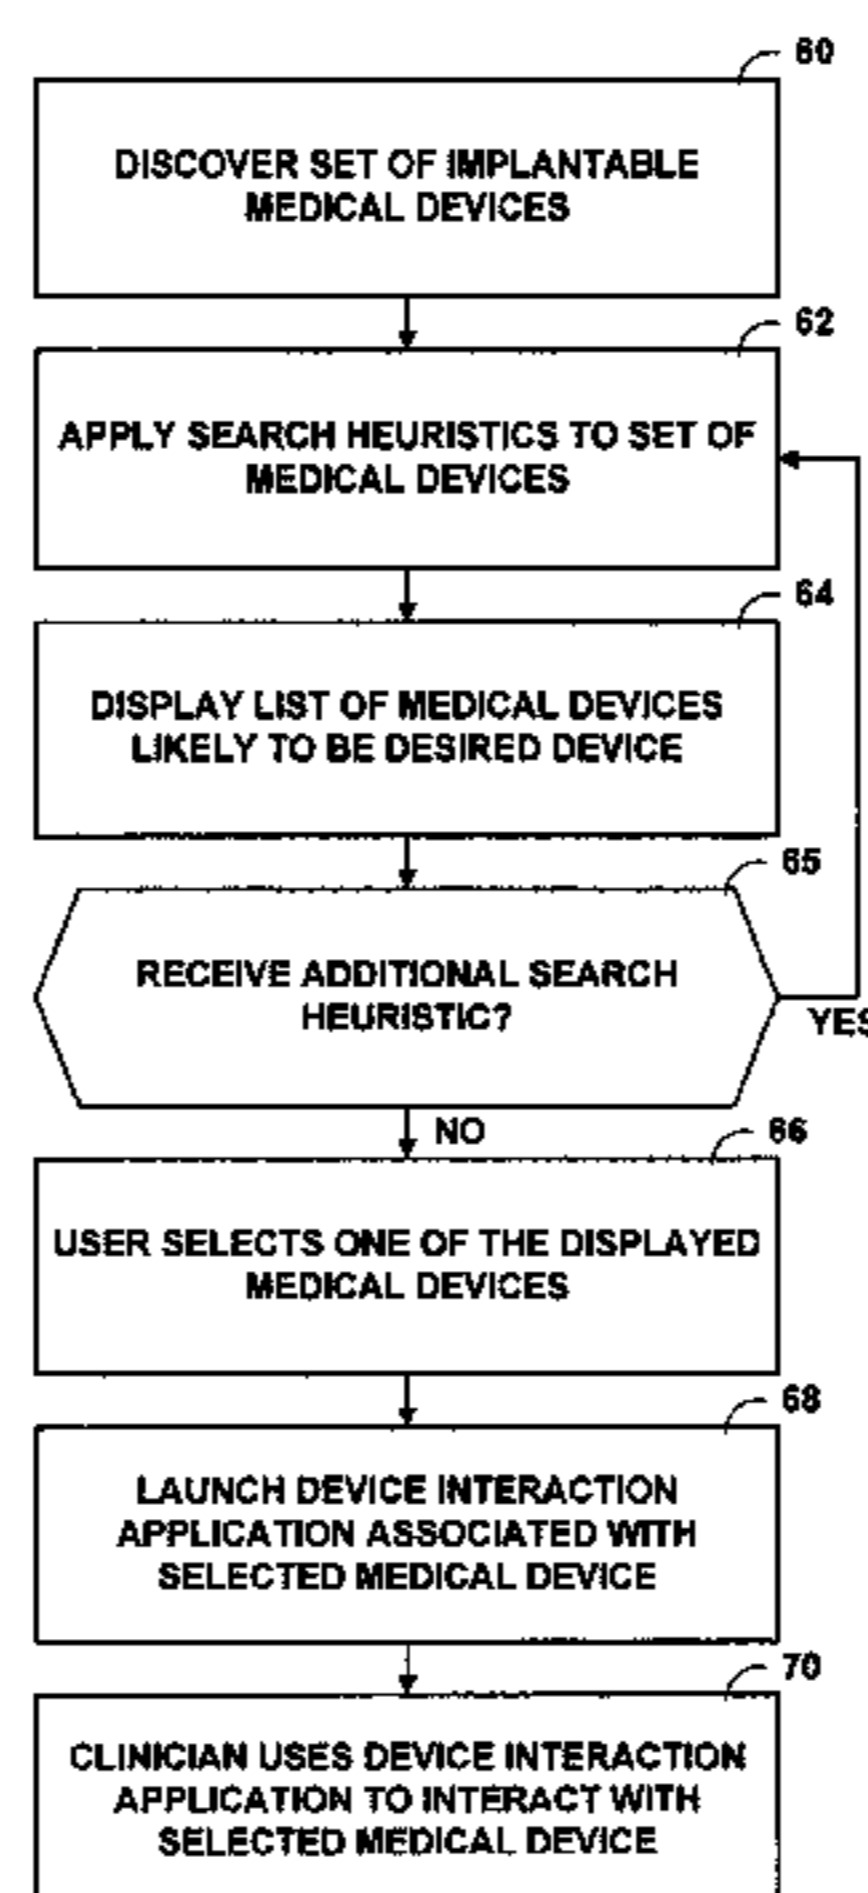 60
DISCOVER SET OF IMPLANTABLE
MEDICAL DEVICES
62
APPLY SEARCH HEURISTICS TO SET OF
MEDICAL DEVICES
64
DISPLAY LIST OF MEDICAL DEVICES
LIKELY TO BE DESIRED DEVICE
65
RECEIVE ADDITIONAL SEARCH
HEURISTIC?
YES
NO
66
USER SELECTS ONE OF THE DISPLAYED
MEDICAL DEVICES
68
LAUNCH DEVICE INTERACTION
APPLICATION ASSOCIATED WITH
SELECTED MEDICAL DEVICE
70
CLINICIAN USES DEVICE INTERACTION
APPLICATION TO INTERACT WITH
SELECTED MEDICAL DEVICE